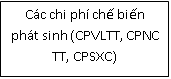 Các chi phí chế biến
phát sinh (CPVLTT, CPNC
TT, CPSXC)